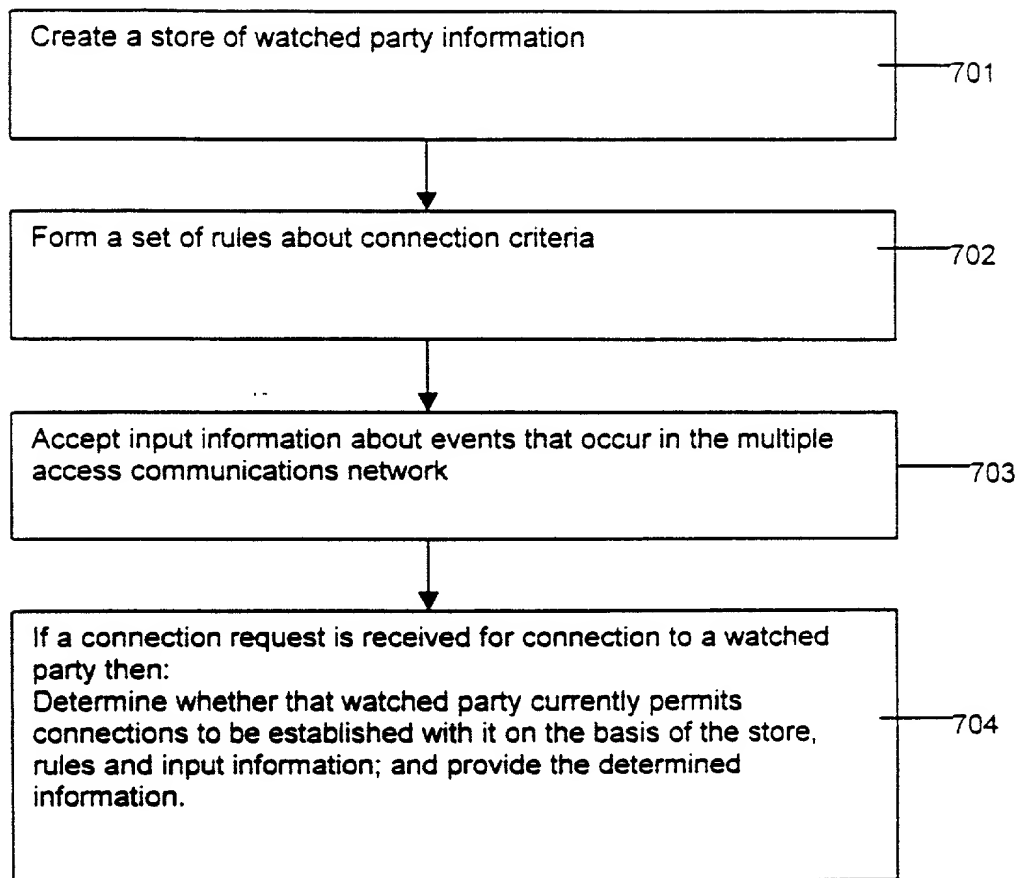 Create a store of watched party information
701
Form a set of rules about connection criteria
702
Accept input information about events that occur in the multiple
access communications network
703
If a connection request is received for connection to a watched
party then:
Determine whether that watched party currently permits
connections to be established with it on the basis of the store,
rules and input information; and provide the determined
information.
704